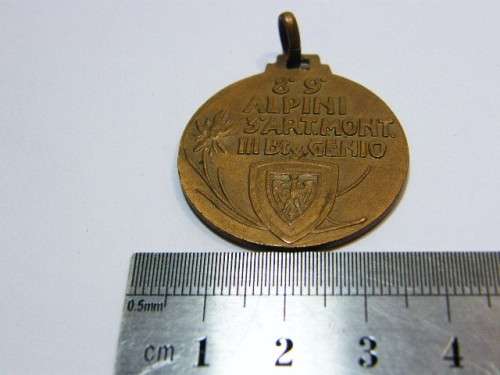 8° 9°
ALPINI
3°ART.MONT.
III Btg GENIO
0.5mm
cm 1 2 3 4